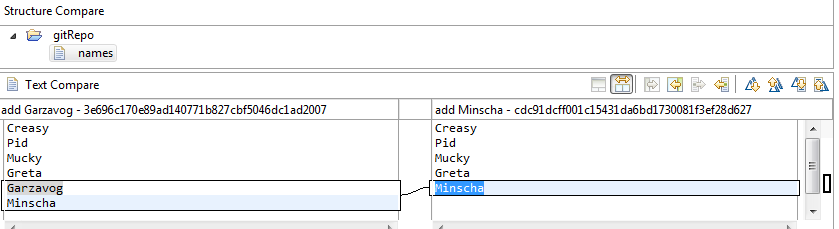 Structure Compare
gitRepo
names
Text Compare
add Garzavog - 3e696c170e89ad140771b827cbf5046dc1ad2007
Creasy
Pid
Mucky
Greta
Garzavog
Minscha
add Minscha - cdc91dcff001c15431da6bd1730081f3ef28d627
Creasy
Pid
Mucky
Greta
Minscha